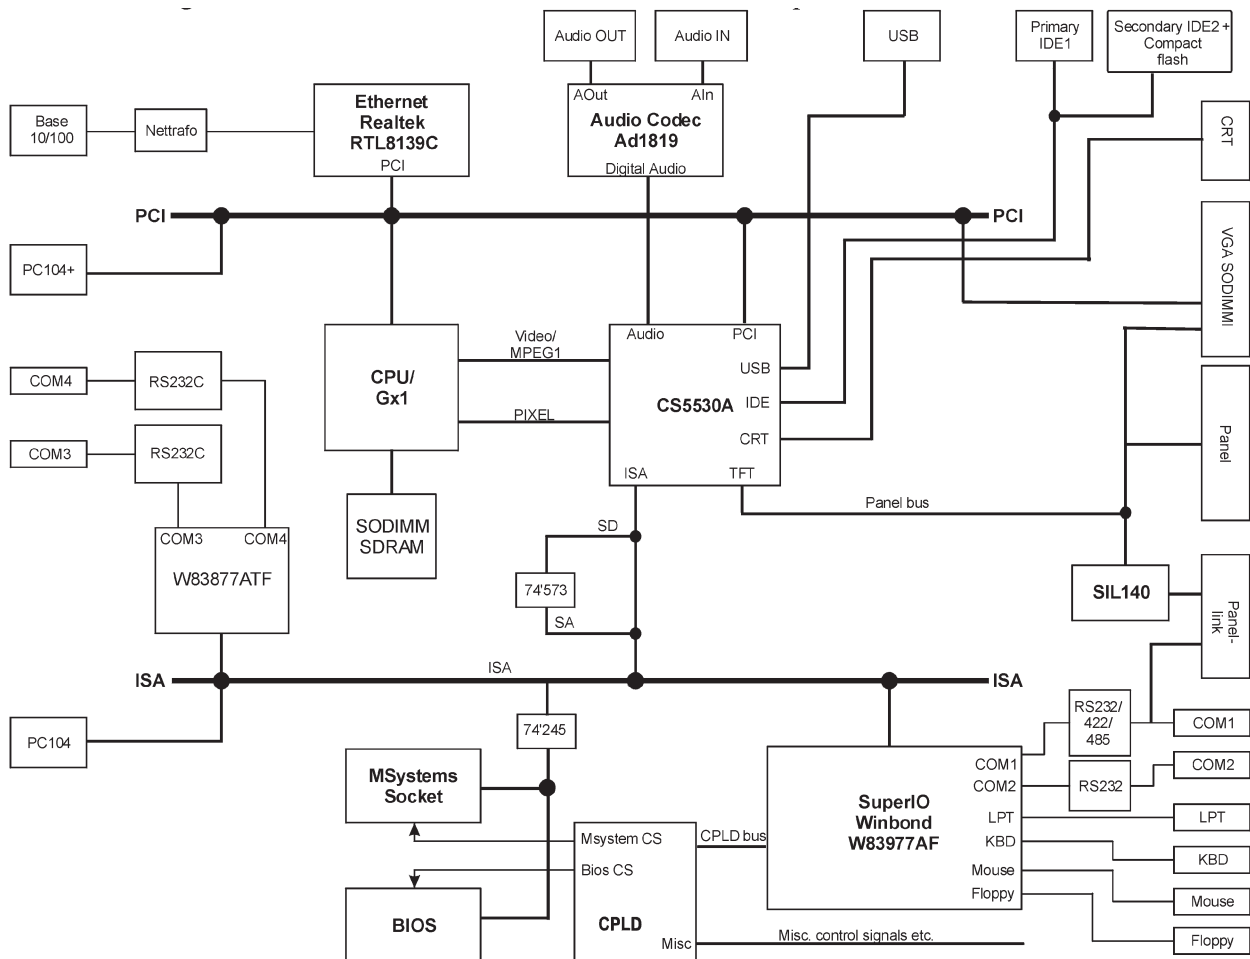 Audio OUT
Audio IN
USB
Primary
IDE1
Secondary IDE2 +
Compact
flash
Base
10/100
Nettrafo
Ethernet
Realtek
RTL8139C
PCI
AOut
AIn
Audio Codec
Ad1819
Digital Audio
CRT
PCI
PCI
PC104+
VGA SODIMMI
Video/
MPEG1
PIXEL
CPU/
Gx1
Audio
PCI
USB
IDE
CS5530A
CRT
ISA
TFT
COM4
RS232C
COM3
RS232C
Panel
SODIMM
SDRAM
Panel bus
COM3
COM4
W83877ATF
SD
74'573
SA
SIL140
Panel-
link
ISA
ISA
ISA
PC104
74'245
RS232/
422/
485
COM1
COM2
RS232
MSystems
Socket
COM1
COM2
LPT
KBD
Mouse
Floppy
SuperIO
Winbond
W83977AF
LPT
KBD
Mouse
Floppy
Msystem CS
Bios CS
CPLD
Misc
CPLD bus
BIOS
Misc. control signals etc.